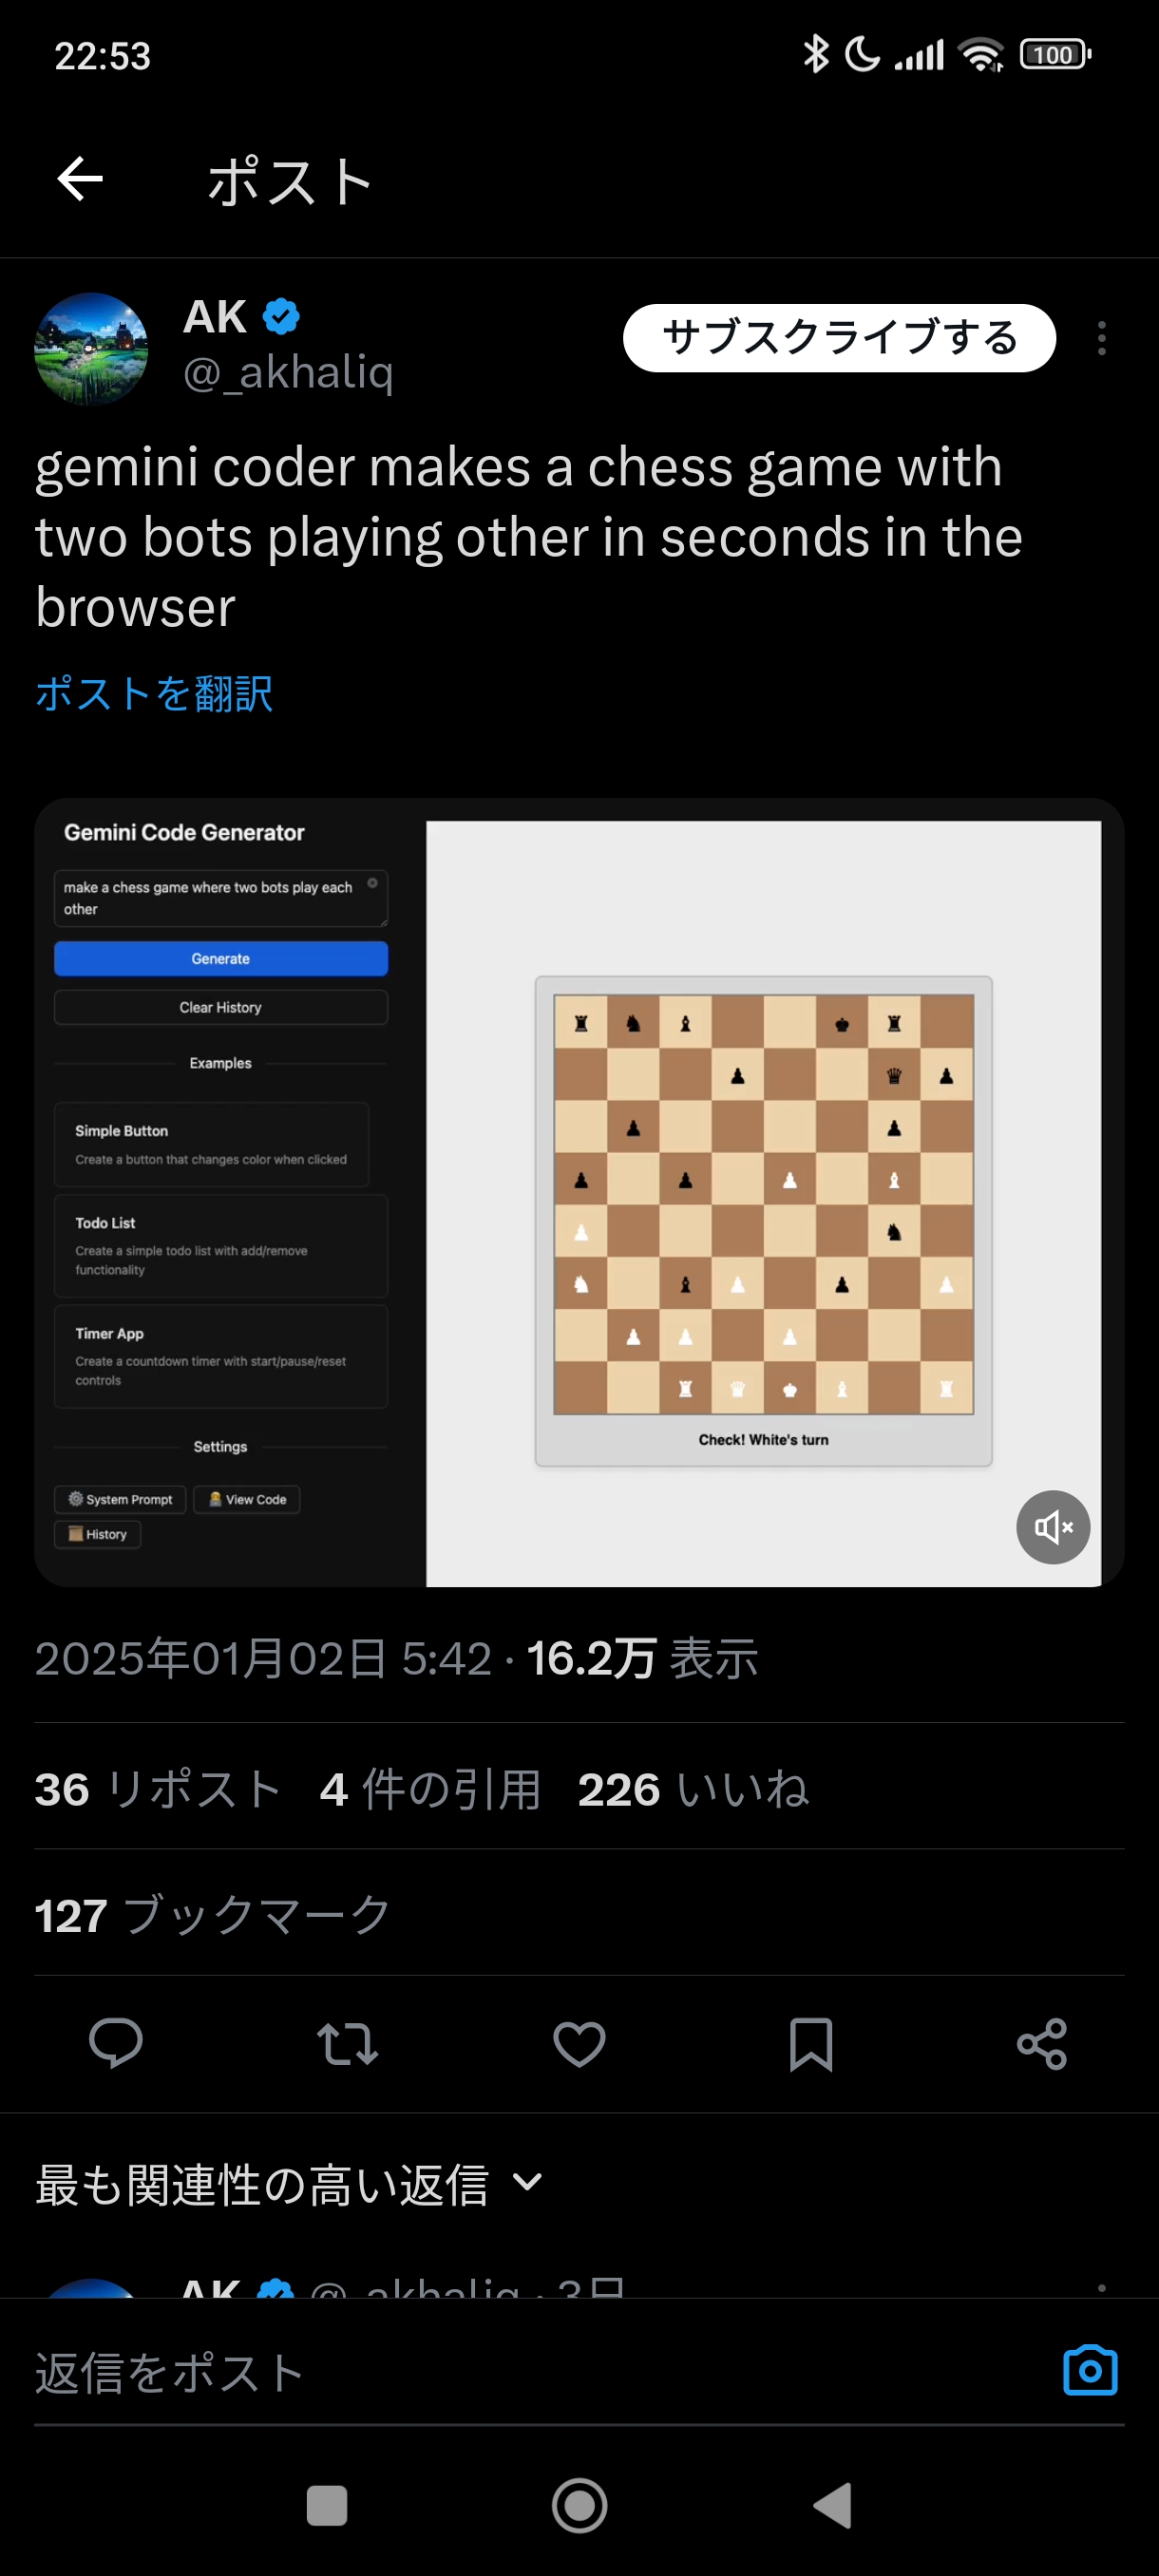 22:53
100
ポスト
AK
@_akhaliq
サブスクライブする
gemini coder makes a chess game with
two bots playing other in seconds in the
browser
ポストを翻訳
Gemini Code Generator
make a chess game where two bots play each
other
Generate
Clear History
Examples
Simple Button
Create a button that changes color when clicked
Todo List
Create a simple todo list with add/remove
functionality
Timer App
Create a countdown timer with start/pause/reset
controls
Settings
System Prompt
View Code
History
Check! White's turn
2025年01月02日 5:42 · 16.2万 表示
36 リポスト 4 件の引用 226 いいね
127 ブックマーク
最も関連性の高い返信
AK @_akhaliq · 3日
返信をポスト